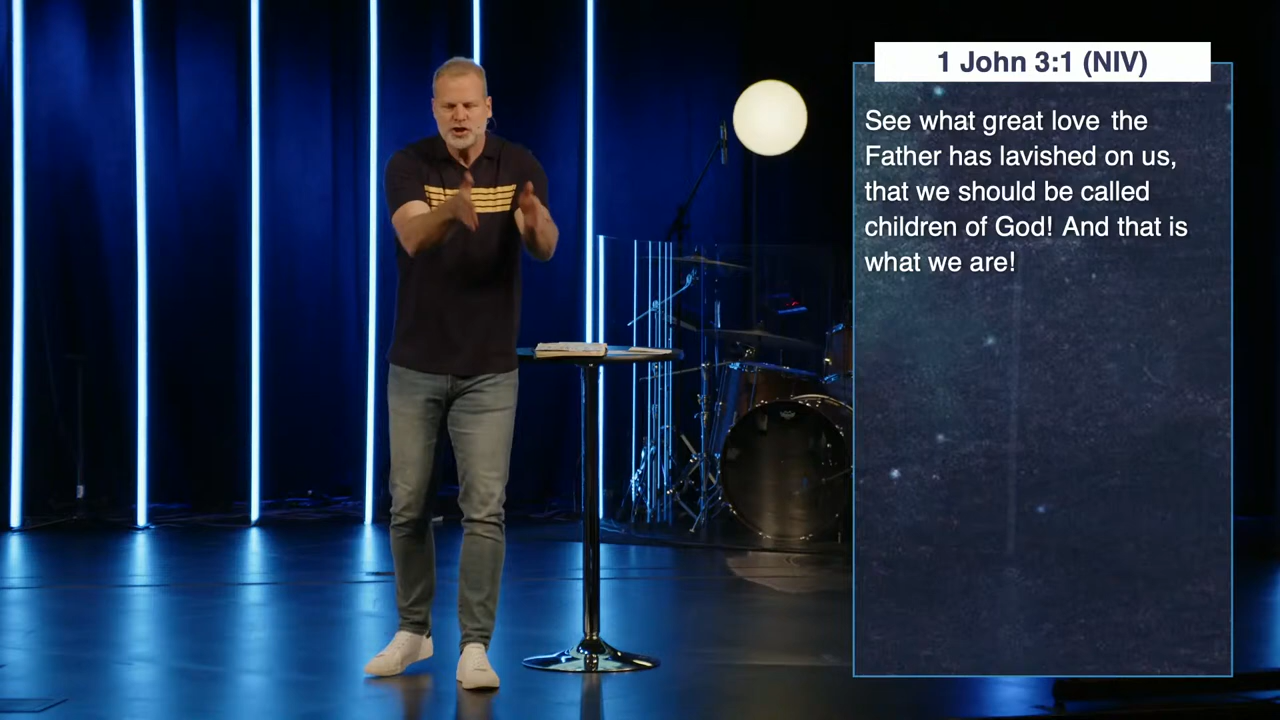 1 John 3:1 (NIV)
See what great love the
Father has lavished on us,
that we should be called
children of God! And that is
what we are!